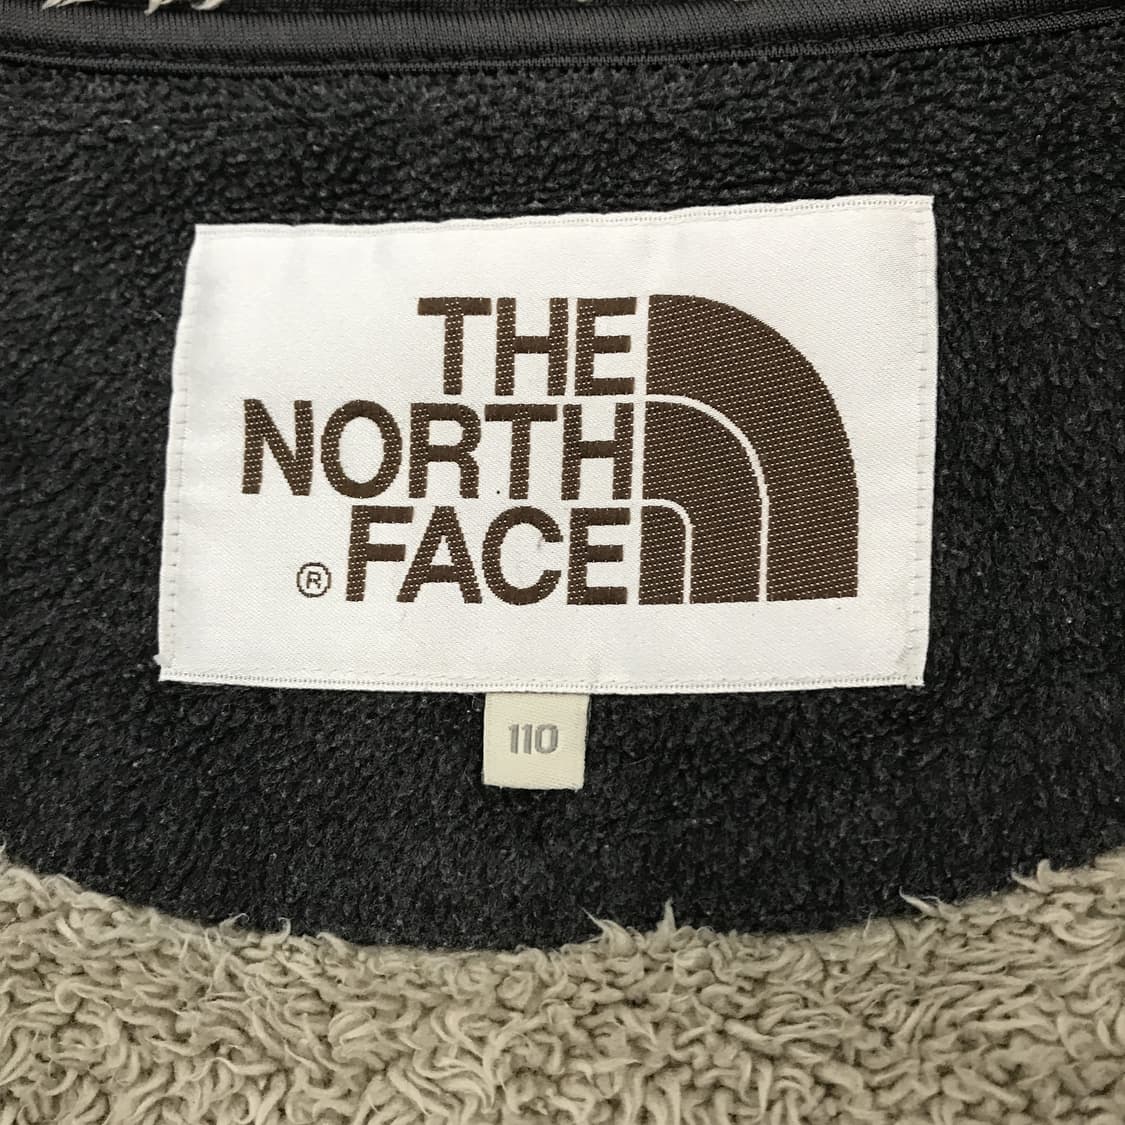 THE
NORTH
® FACE
110